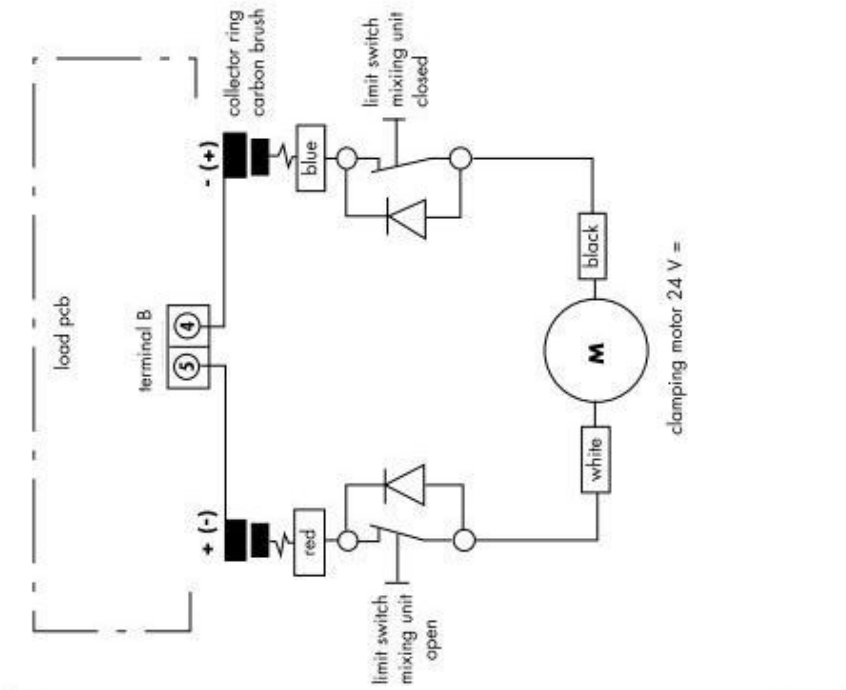 load pcb
terminal B
5 4
+ (-)
- (+)
collector ring
carbon brush
red
blue
limit switch
mixing unit
open
limit switch
mixiing unit
closed
white
M
black
clamping motor 24 V =